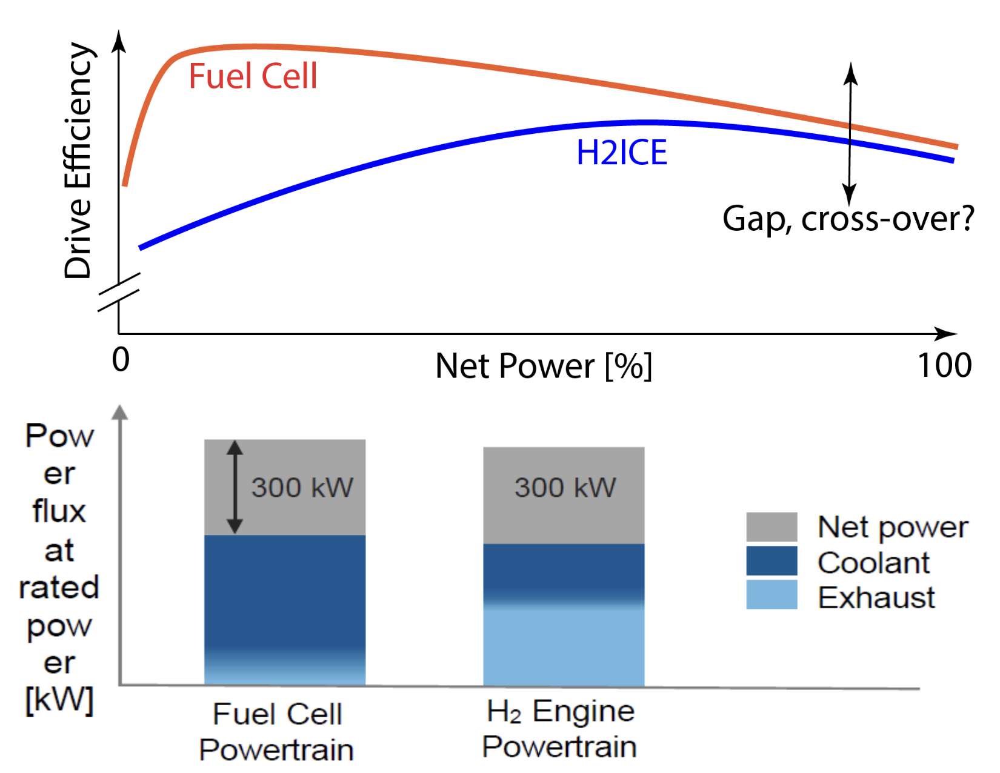 Drive Efficiency
Fuel Cell
H2ICE
Gap, cross-over?
0
Net Power [%]
100
Pow
er
flux
at
rated
pow
er
[kW]
300 kW
300 kW
Net power
Coolant
Exhaust
Fuel Cell
Powertrain
H₂ Engine
Powertrain